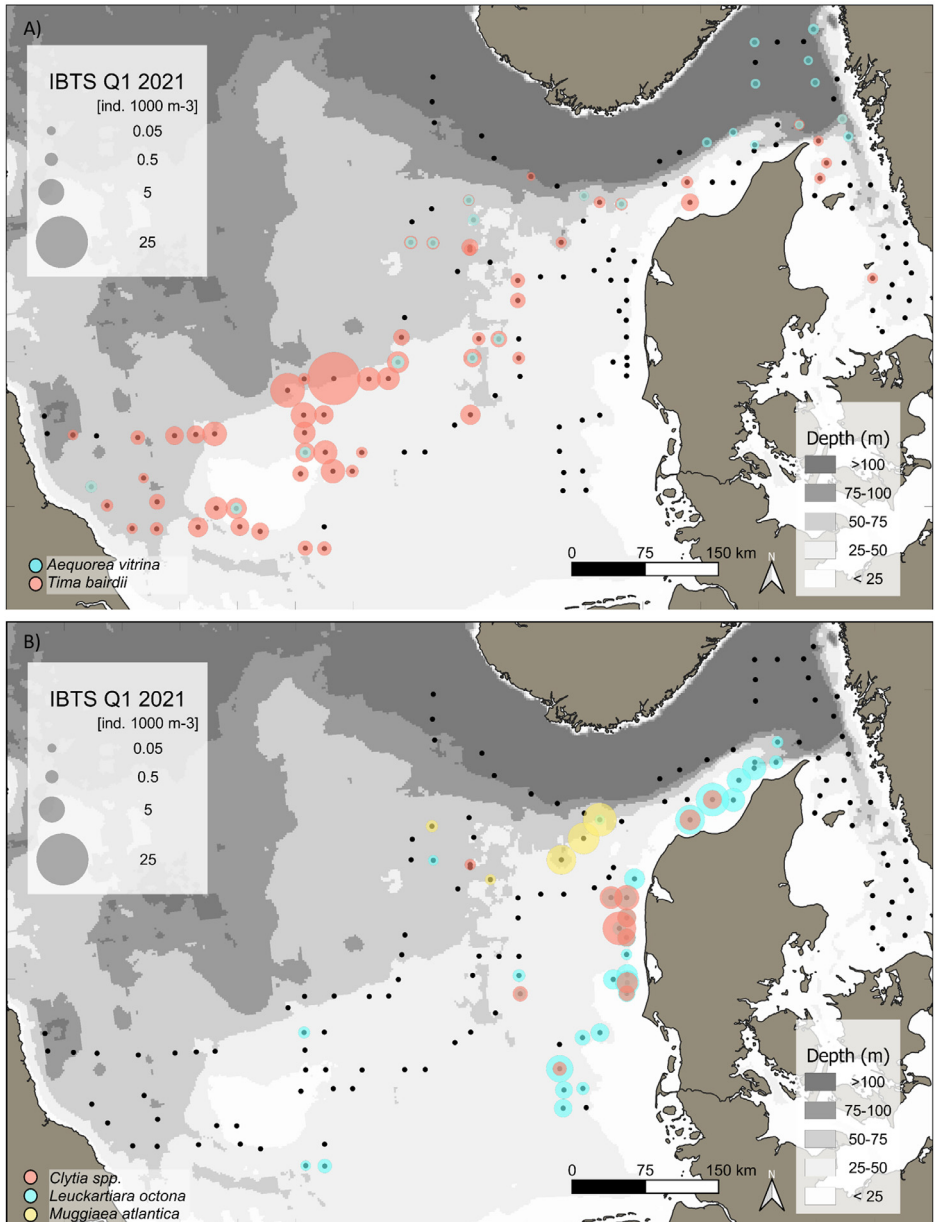 A)
IBTS Q1 2021
[ind. 1000 m-3]
0.05
0.5
5
25
Depth (m)
>100
75-100
50-75
25-50
< 25
0 75 150 km
N
Aequorea vitrina
Tima bairdii
B)
IBTS Q1 2021
[ind. 1000 m-3]
0.05
0.5
5
25
Depth (m)
>100
75-100
50-75
25-50
< 25
0 75 150 km
N
Clytia spp.
Leuckartiara octona
Muggiaea atlantica